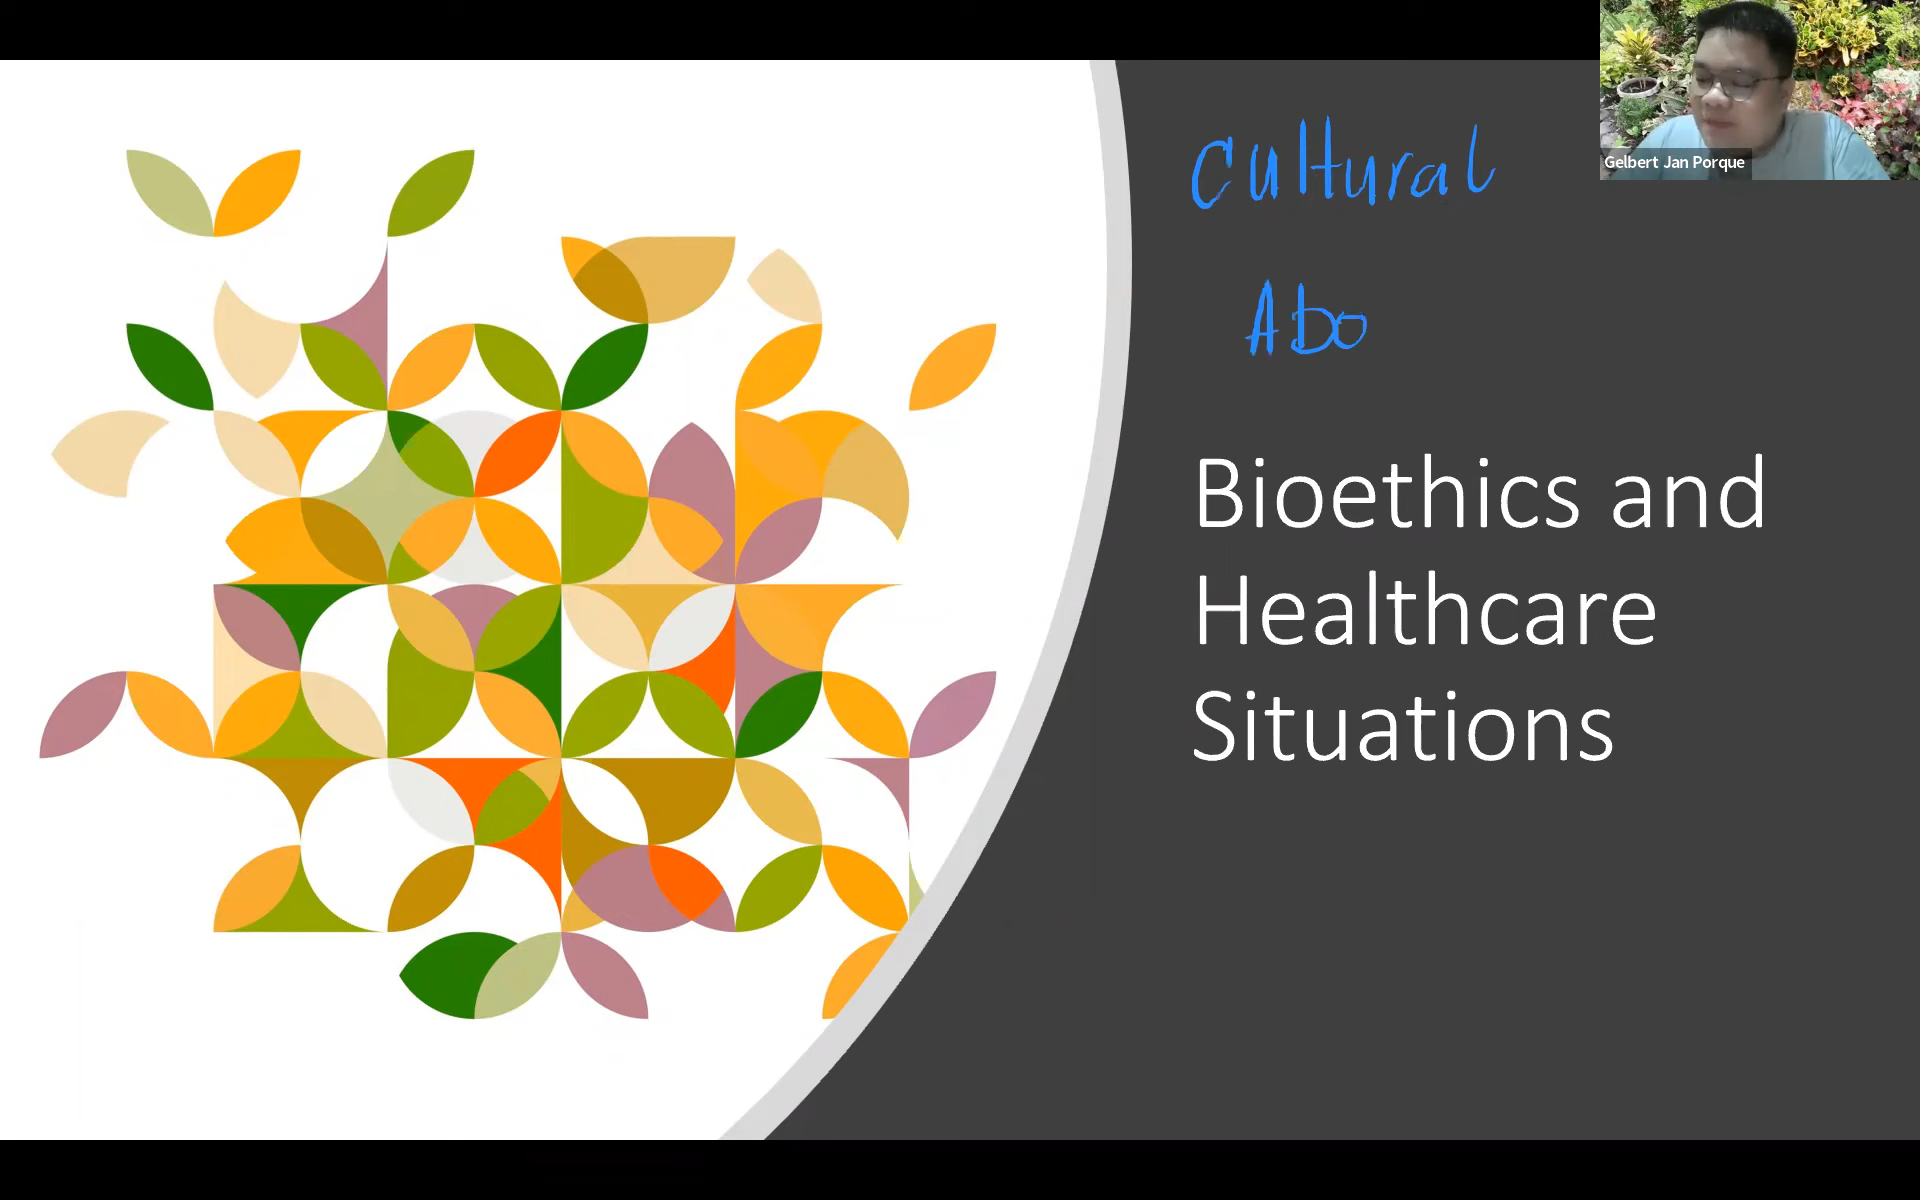 Cultural
Gelbert Jan Porque
Abo
Bioethics and
Healthcare
Situations